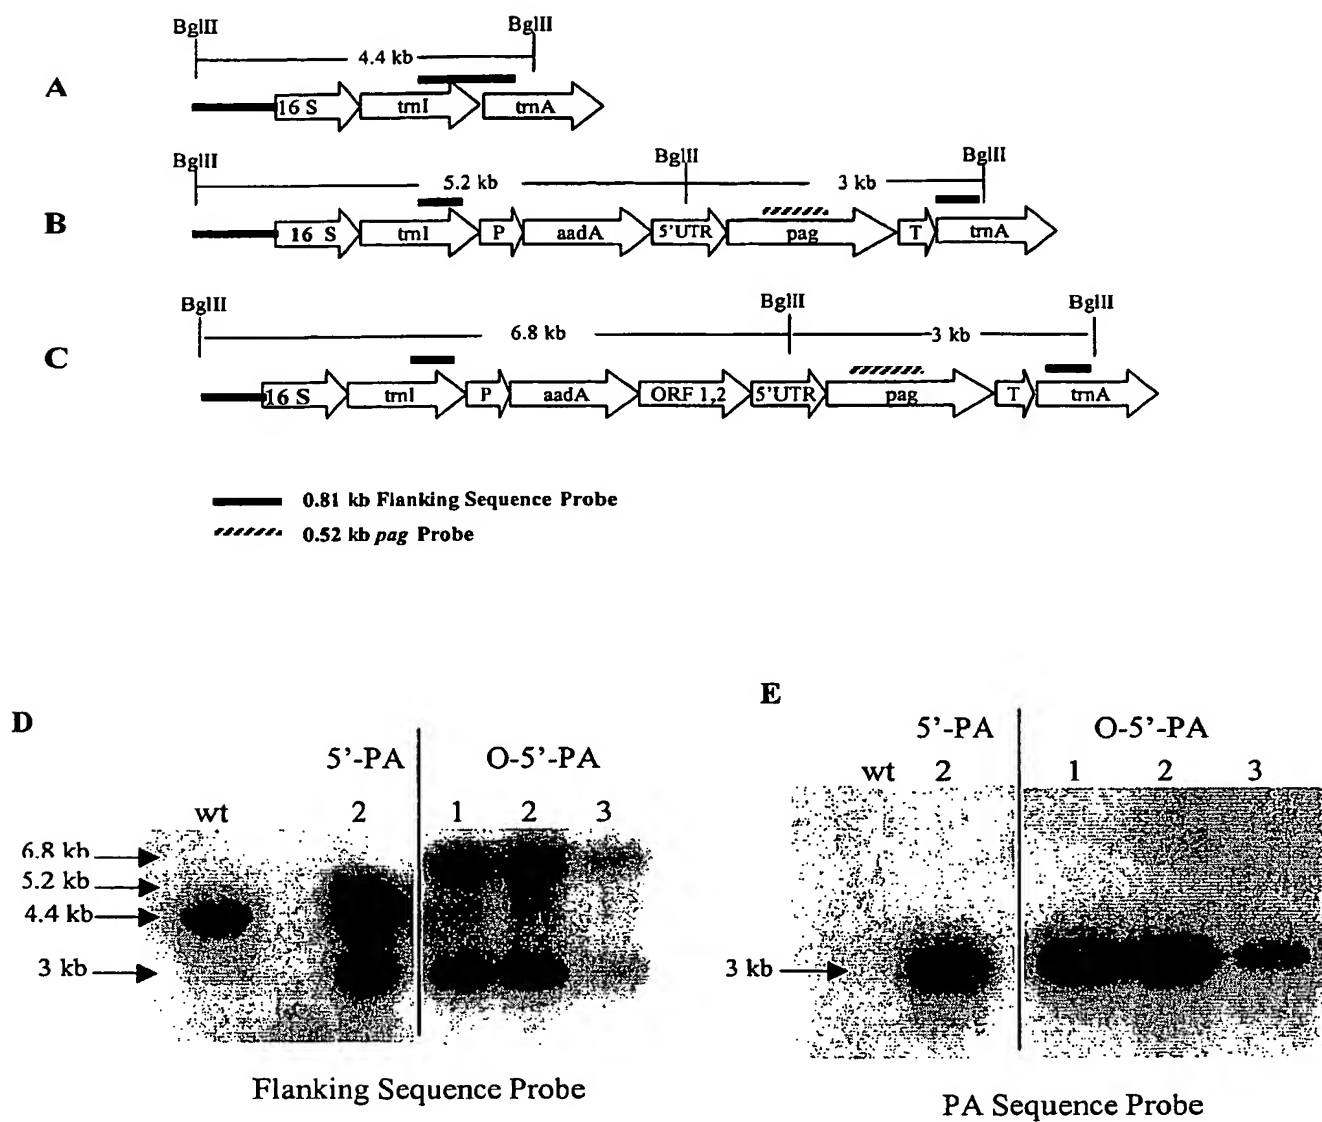 BglII BglII
4.4 kb
A
16 S trnI trnA
BglII BglII BglII
5.2 kb 3 kb
B
16 S trnI P aadA 5'UTR pag T trnA
BglII BglII BglII
6.8 kb 3 kb
C
16 S trnI P aadA ORF 1,2 5'UTR pag T trnA
0.81 kb Flanking Sequence Probe
0.52 kb pag Probe
D
5'-PA O-5'-PA
wt 2 1 2 3
6.8 kb
5.2 kb
4.4 kb
3 kb
Flanking Sequence Probe
E
5'-PA O-5'-PA
wt 2 1 2 3
3 kb
PA Sequence Probe